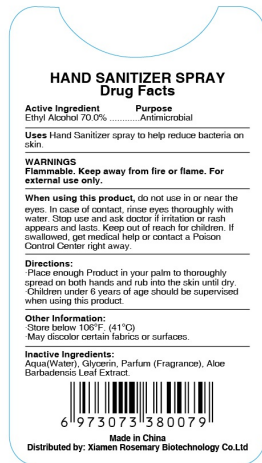 HAND SANITIZER SPRAY
Drug Facts
Active Ingredient Purpose
Ethyl Alcohol 70.0% ............Antimicrobial
Uses Hand Sanitizer spray to help reduce bacteria on
skin.
WARNINGS
Flammable. Keep away from fire or flame. For
external use only.
When using this product, do not use in or near the
eyes. In case of contact, rinse eyes thoroughly with
water. Stop use and ask doctor if irritation or rash
appears and lasts. Keep out of reach for children. If
swallowed, get medical help or contact a Poison
Control Center right away.
Directions:
·Place enough Product in your palm to thoroughly
spread on both hands and rub into the skin until dry.
·Children under 6 years of age should be supervised
when using this product.
Other Information:
·Store below 106°F. (41°C)
·May discolor certain fabrics or surfaces.
Inactive Ingredients:
Aqua(Water), Glycerin, Parfum (Fragrance), Aloe
Barbadensis Leaf Extract.
6 973073 380079
Made in China
Distributed by: Xiamen Rosemary Biotechnology Co.Ltd